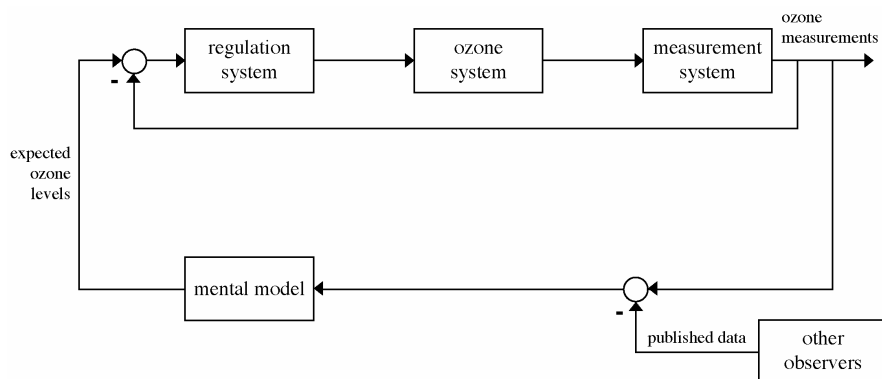 ozone
measurements
regulation
system
ozone
system
measurement
system
-
expected
ozone
levels
mental model
-
published data
other
observers